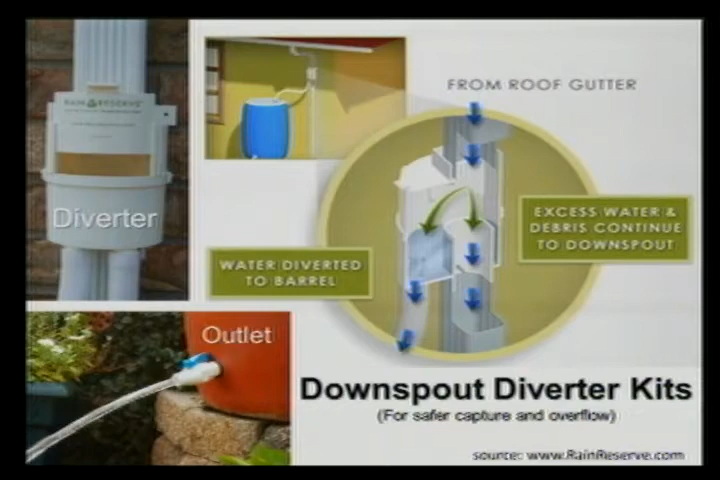 RAIN RESERVE
Diverter
FROM ROOF GUTTER
EXCESS WATER &
DEBRIS CONTINUE
TO DOWNSPOUT
WATER DIVERTED
TO BARREL
Outlet
Downspout Diverter Kits
(For safer capture and overflow)
source: www.RainReserve.com